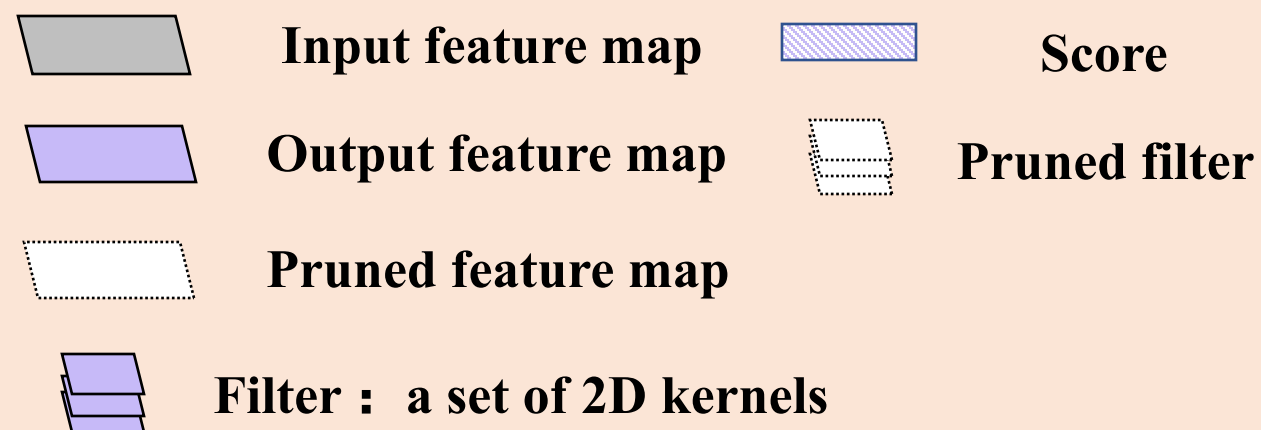 Input feature map
Score
Output feature map
Pruned filter
Pruned feature map
Filter： a set of 2D kernels